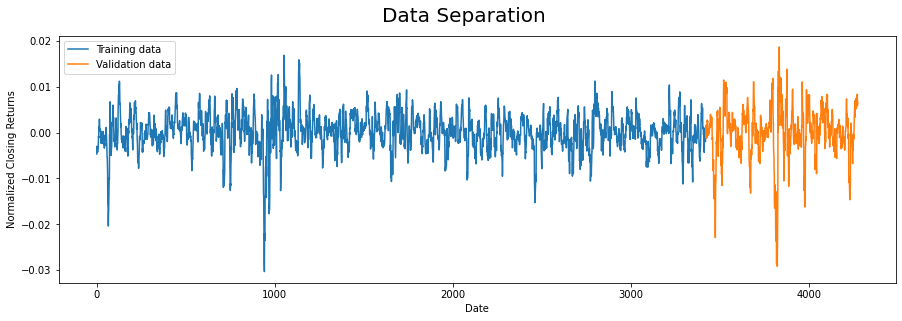 Data Separation
Training data
Validation data
Normalized Closing Returns
0.02
0.01
0.00
−0.01
−0.02
−0.03
0
1000
2000
3000
4000
Date